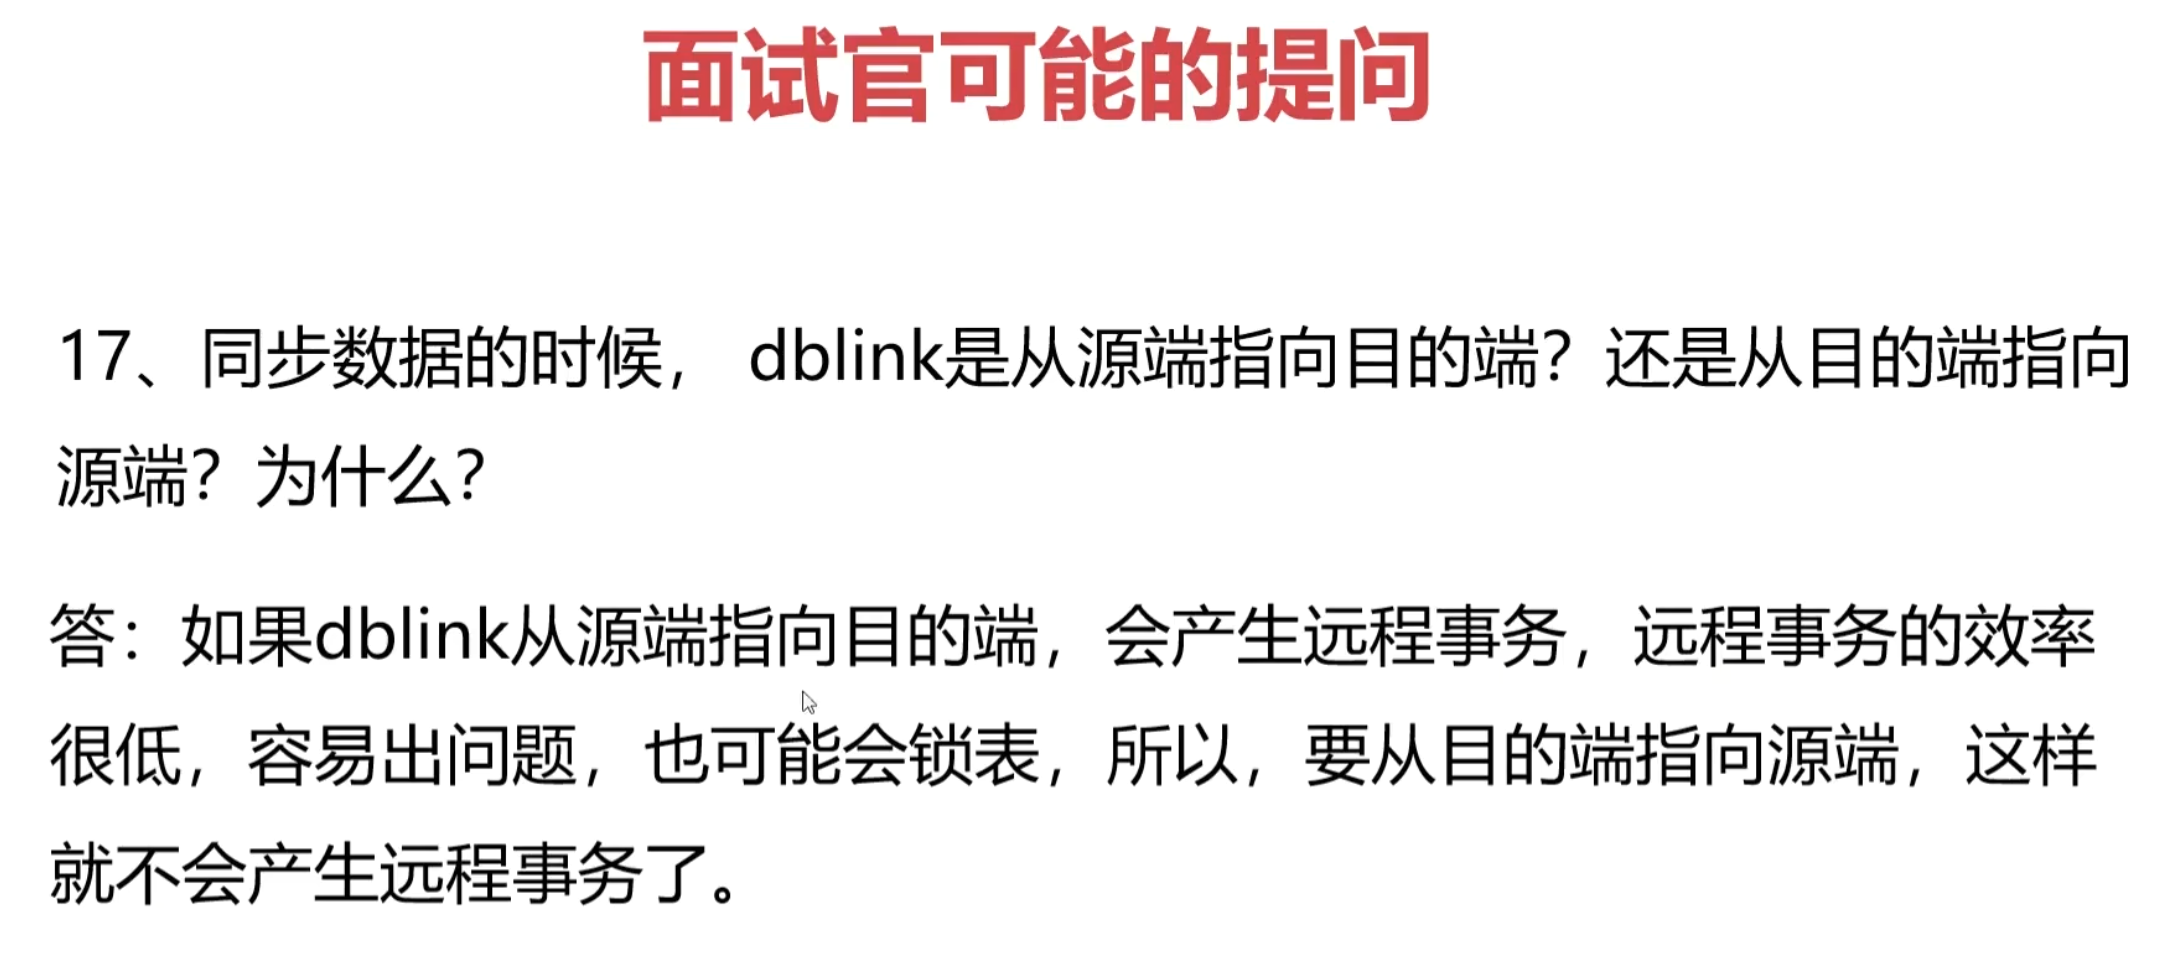 面试官可能的提问
17、同步数据的时候， dblink是从源端指向目的端？还是从目的端指向
源端？为什么？
答：如果dblink从源端指向目的端，会产生远程事务，远程事务的效率
很低，容易出问题，也可能会锁表，所以，要从目的端指向源端，这样
就不会产生远程事务了。